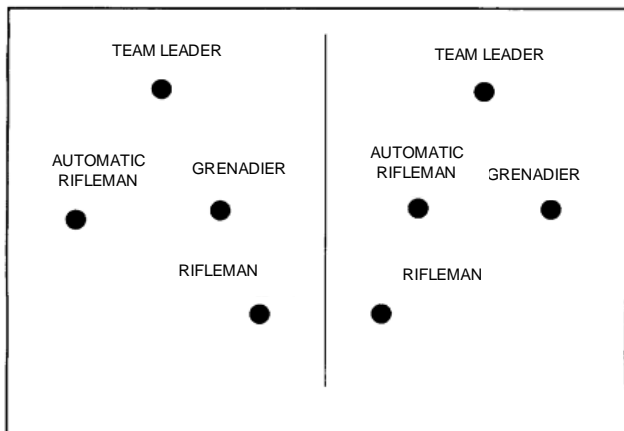 TEAM LEADER
TEAM LEADER
AUTOMATIC
RIFLEMAN
GRENADIER
AUTOMATIC
RIFLEMAN
GRENADIER
RIFLEMAN
RIFLEMAN